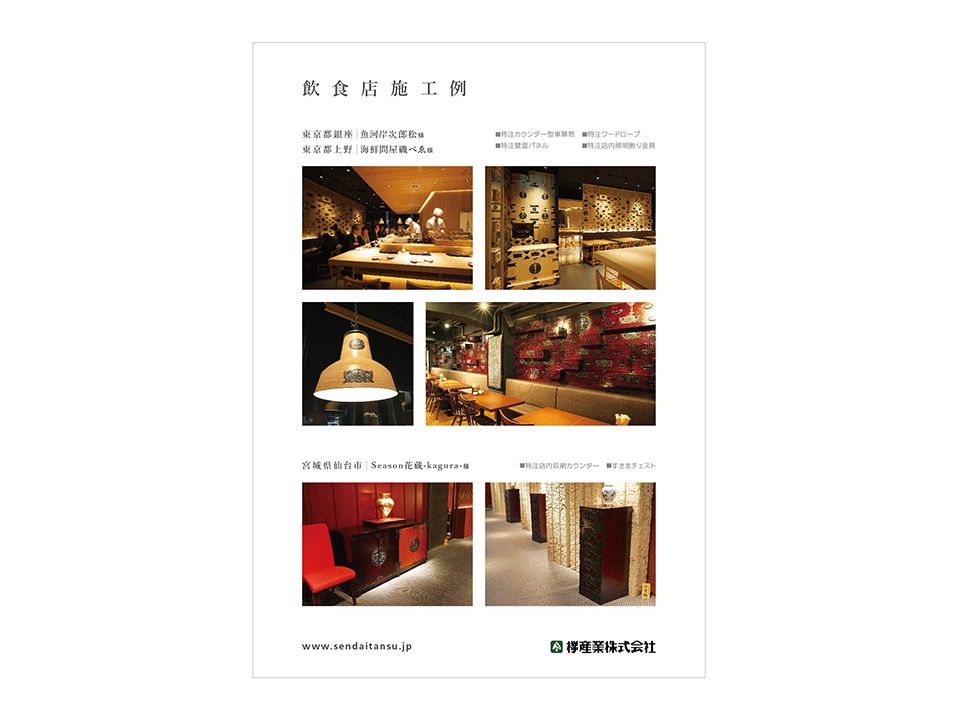 飲食店施工例
東京都銀座│魚河岸次郎松様
東京都上野│海鮮問屋磯べゑ様
■特注カウンター型車箪笥 ■特注ワードローブ
■特注壁面パネル ■特注店内照明飾り金具
宮城県仙台市│Season花蔵-kagura-様
■特注店内収納カウンター ■すきまチェスト
www.sendaitansu.jp
欅産業株式会社